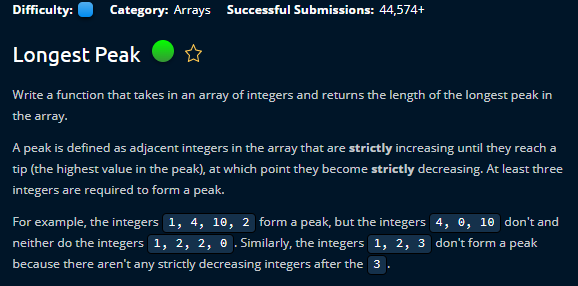 Difficulty: Category: Arrays Successful Submissions: 44,574+
Longest Peak
Write a function that takes in an array of integers and returns the length of the longest peak in
the array.
A peak is defined as adjacent integers in the array that are strictly increasing until they reach a
tip (the highest value in the peak), at which point they become strictly decreasing. At least three
integers are required to form a peak.
For example, the integers 1, 4, 10, 2 form a peak, but the integers 4, 0, 10 don't and
neither do the integers 1, 2, 2, 0. Similarly, the integers 1, 2, 3 don't form a peak
because there aren't any strictly decreasing integers after the 3.